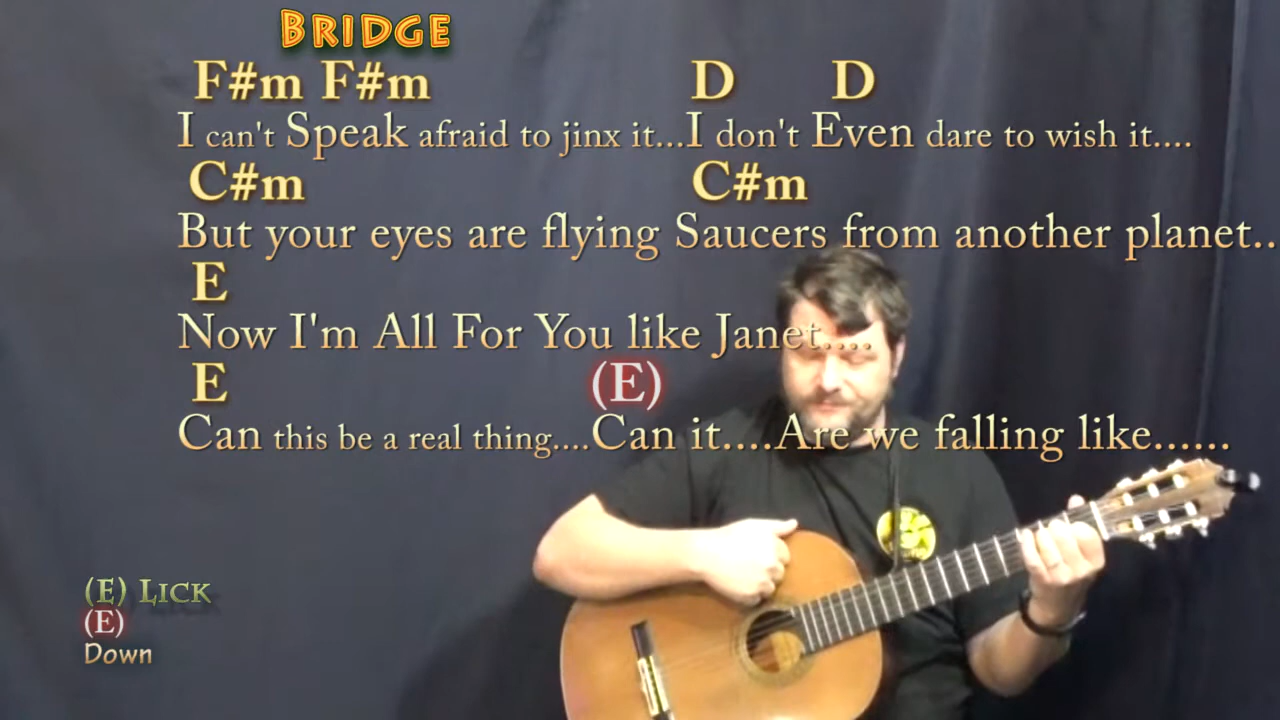 BRIDGE
F#m F#m D D
I can't Speak afraid to jinx it...I don't Even dare to wish it....
C#m C#m
But your eyes are flying Saucers from another planet..
E
Now I'm All For You like Janet....
E (E)
Can this be a real thing....Can it....Are we falling like......
(E) LICK
(E)
Down